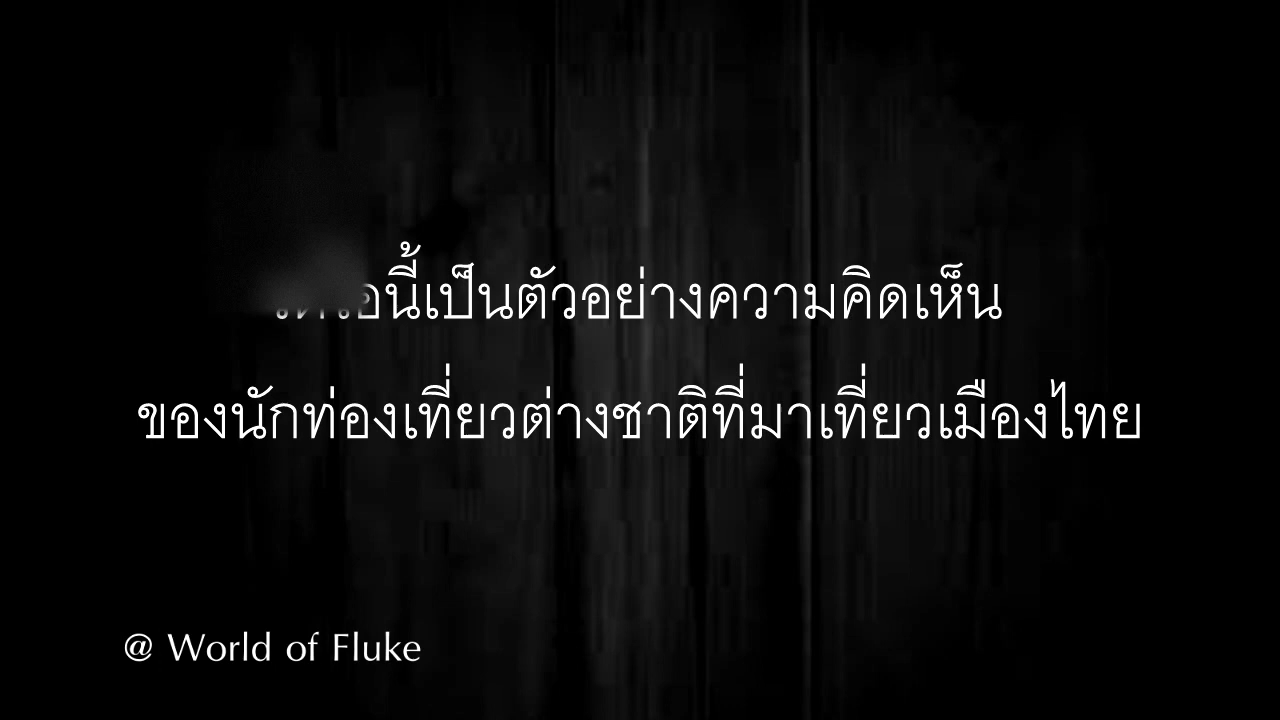 นี้เป็นตัวอย่างความคิดเห็น
ของนักท่องเที่ยวต่างชาติที่มาเที่ยวเมืองไทย
@ World of Fluke